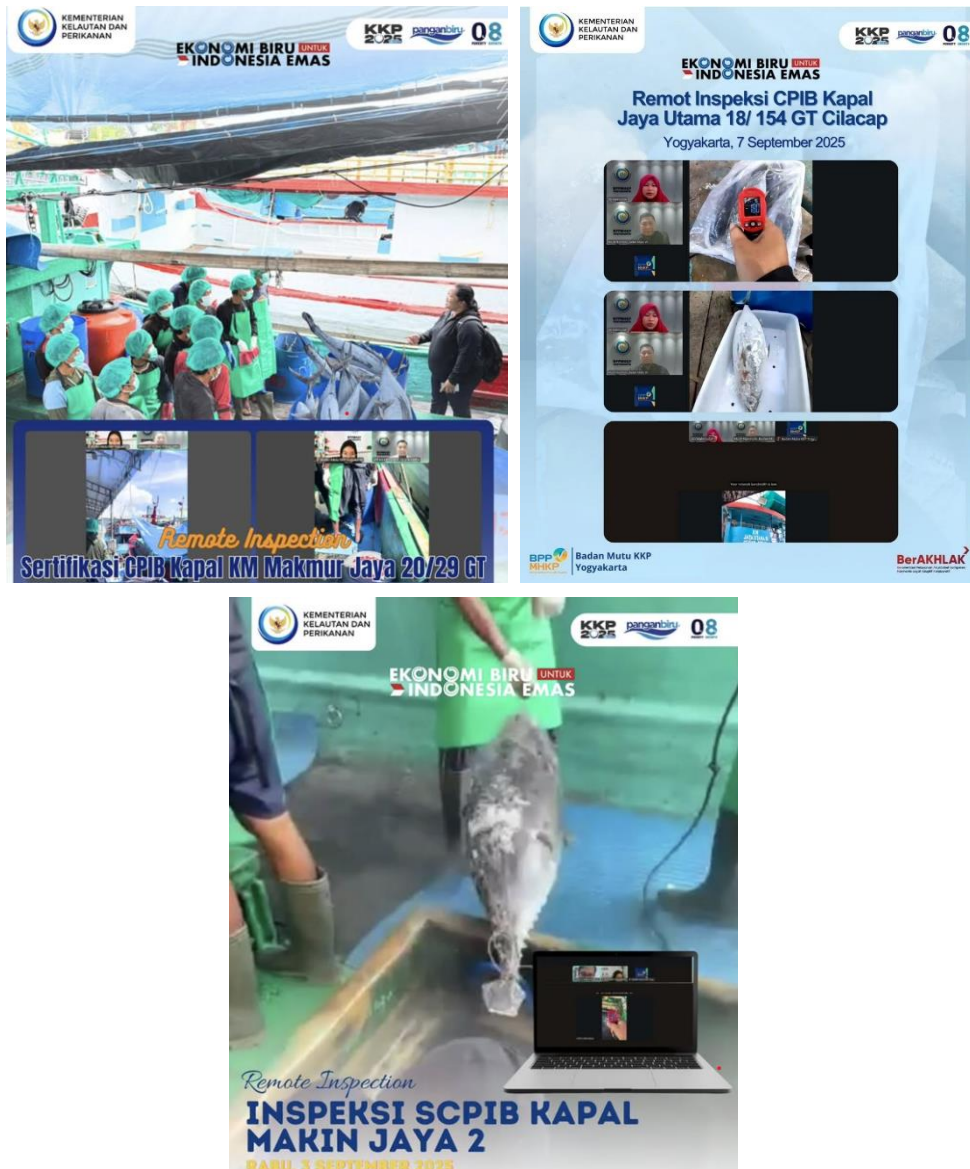 KEMENTERIAN
KELAUTAN DAN
PERIKANAN
KKP
2025
panganbiru
08
EKONOMI BIRU UNTUK
INDONESIA EMAS
Remote Inspection
Sertifikasi CPIB Kapal KM Makmur Jaya 20/29 GT
KEMENTERIAN
KELAUTAN DAN
PERIKANAN
KKP
2025
panganbiru
08
EKONOMI BIRU UNTUK
INDONESIA EMAS
Remot Inspeksi CPIB Kapal
Jaya Utama 18/ 154 GT Cilacap
Yogyakarta, 7 September 2025
BPP
MHKP
Badan Mutu KKP
Yogyakarta
BerAKHLAK
KEMENTERIAN
KELAUTAN DAN
PERIKANAN
KKP
2025
panganbiru
08
EKONOMI BIRU UNTUK
INDONESIA EMAS
Remote Inspection
INSPEKSI SCPIB KAPAL
MAKIN JAYA 2
RABU, 3 SEPTEMBER 2025